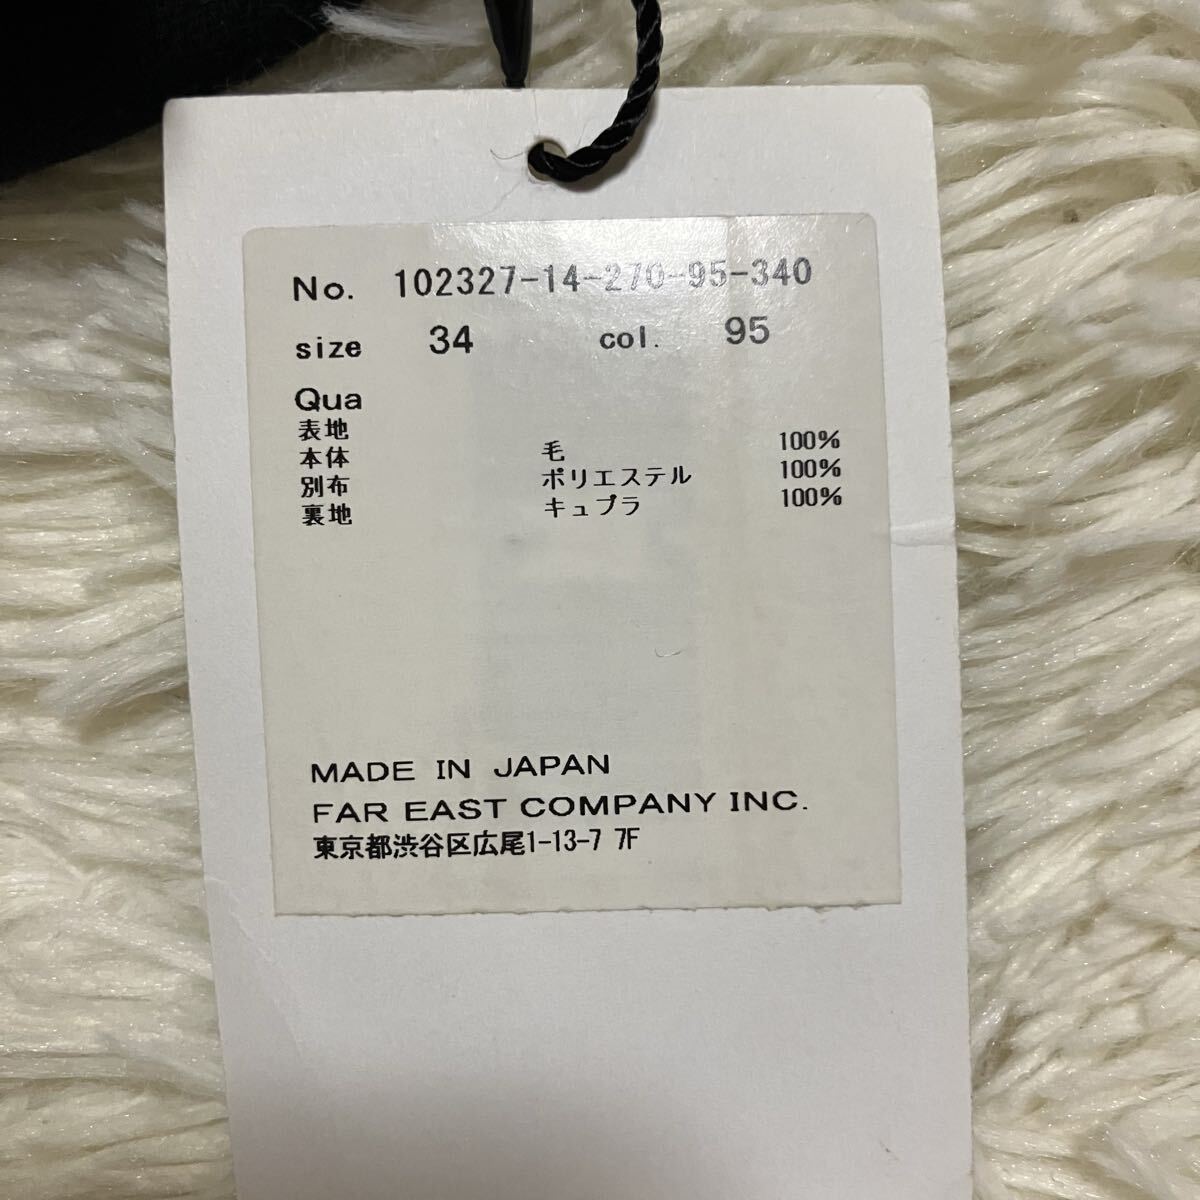 No. 102327-14-270-95-340
size 34 col. 95
Qua
表地
本体 毛 100%
別布 ポリエステル 100%
裏地 キュプラ 100%
MADE IN JAPAN
FAR EAST COMPANY INC.
東京都渋谷区広尾1-13-7 7F